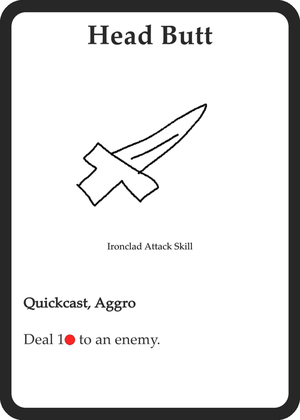 Head Butt
Ironclad Attack Skill
Quickcast, Aggro
Deal 1🔴 to an enemy.